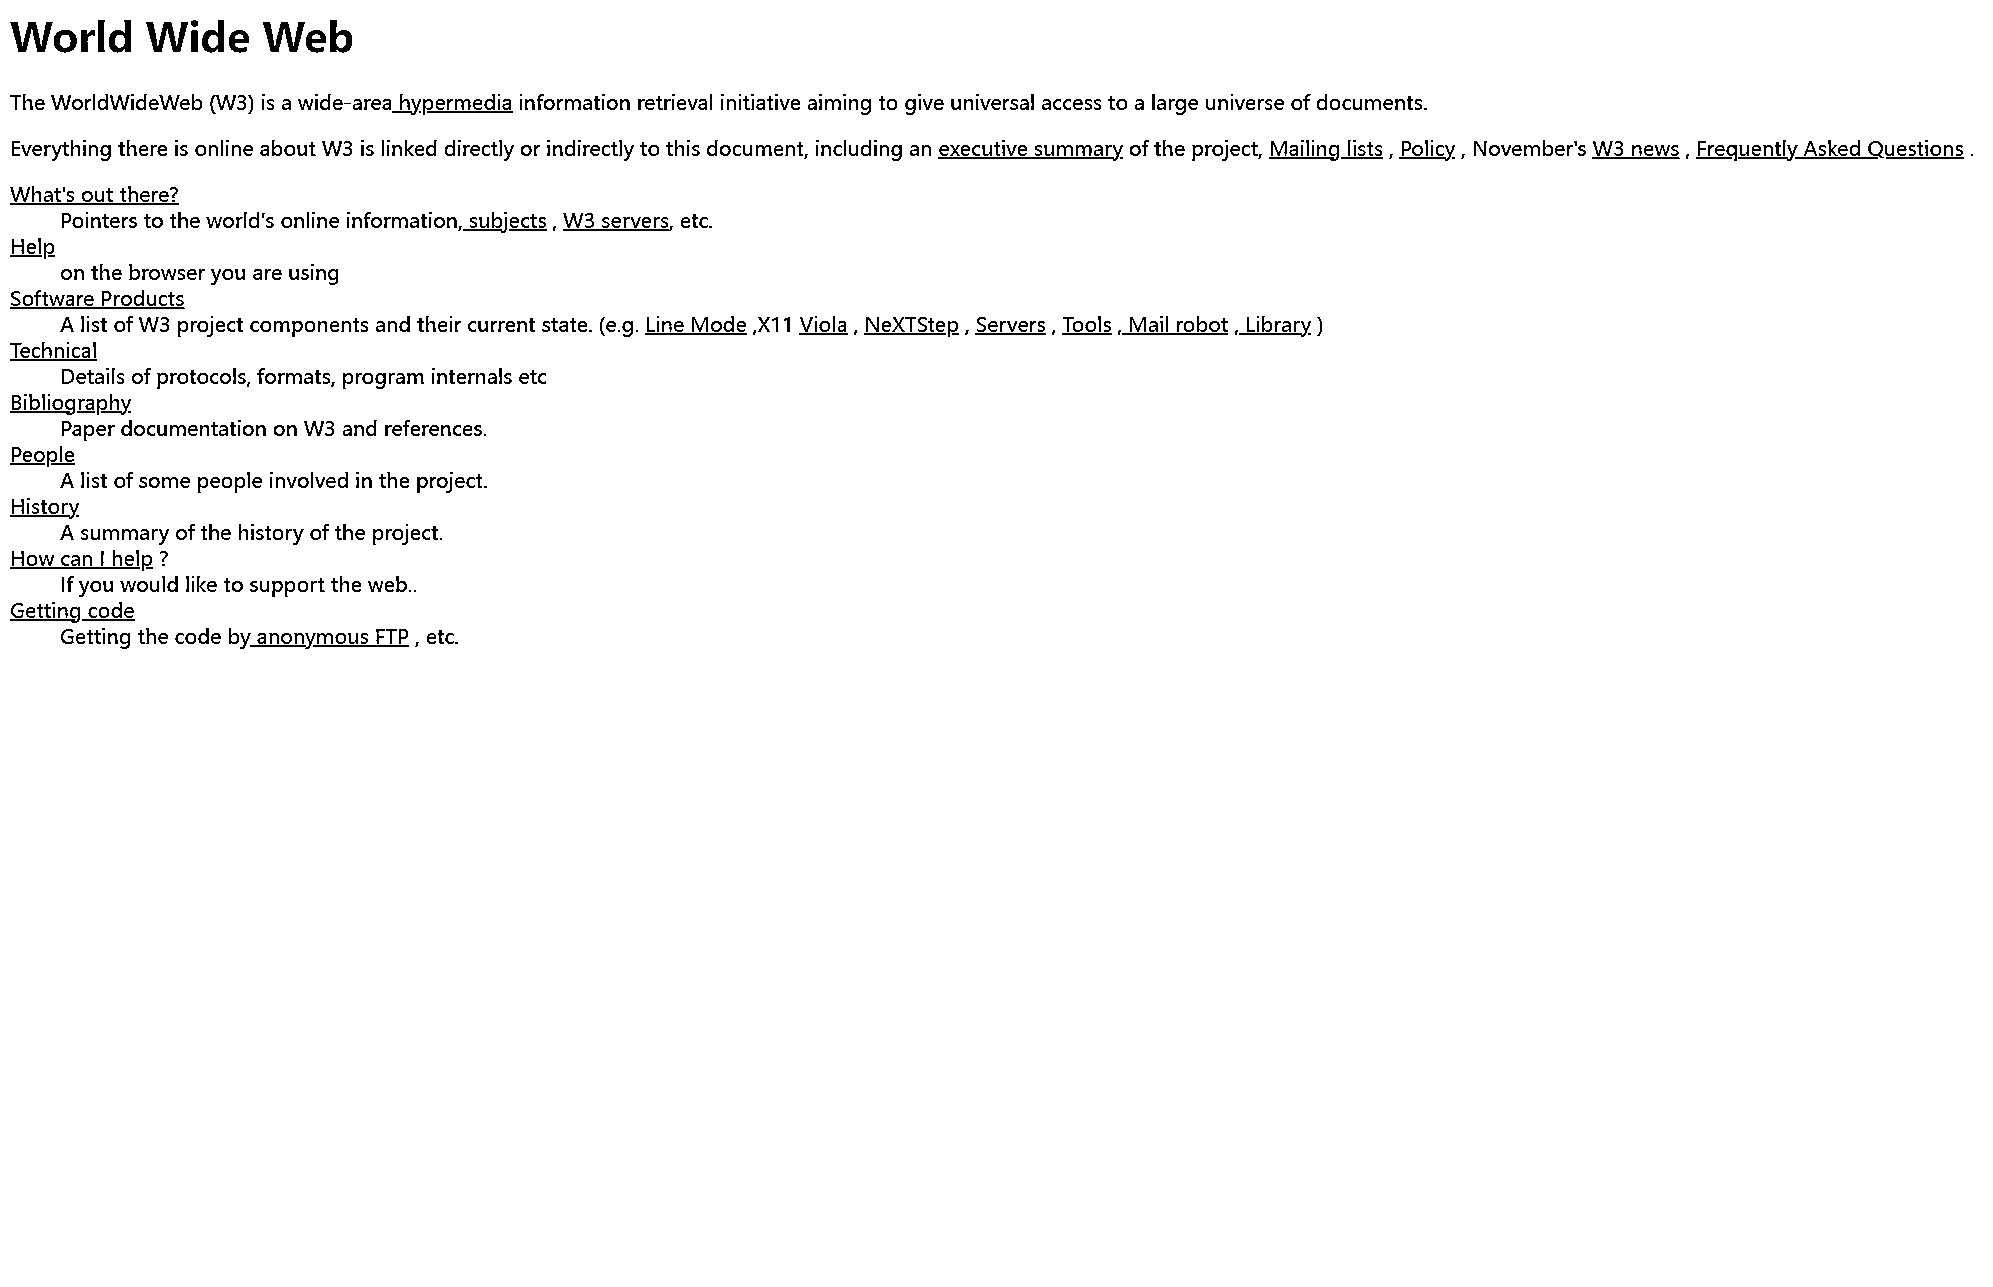 World Wide Web
The WorldWideWeb (W3) is a wide-area hypermedia information retrieval initiative aiming to give universal access to a large universe of documents.
Everything there is online about W3 is linked directly or indirectly to this document, including an executive summary of the project, Mailing lists , Policy , November's W3 news , Frequently Asked Questions .
What's out there?
Pointers to the world's online information, subjects , W3 servers, etc.
Help
on the browser you are using
Software Products
A list of W3 project components and their current state. (e.g. Line Mode ,X11 Viola , NeXTStep , Servers , Tools , Mail robot , Library )
Technical
Details of protocols, formats, program internals etc
Bibliography
Paper documentation on W3 and references.
People
A list of some people involved in the project.
History
A summary of the history of the project.
How can I help ?
If you would like to support the web..
Getting code
Getting the code by anonymous FTP , etc.